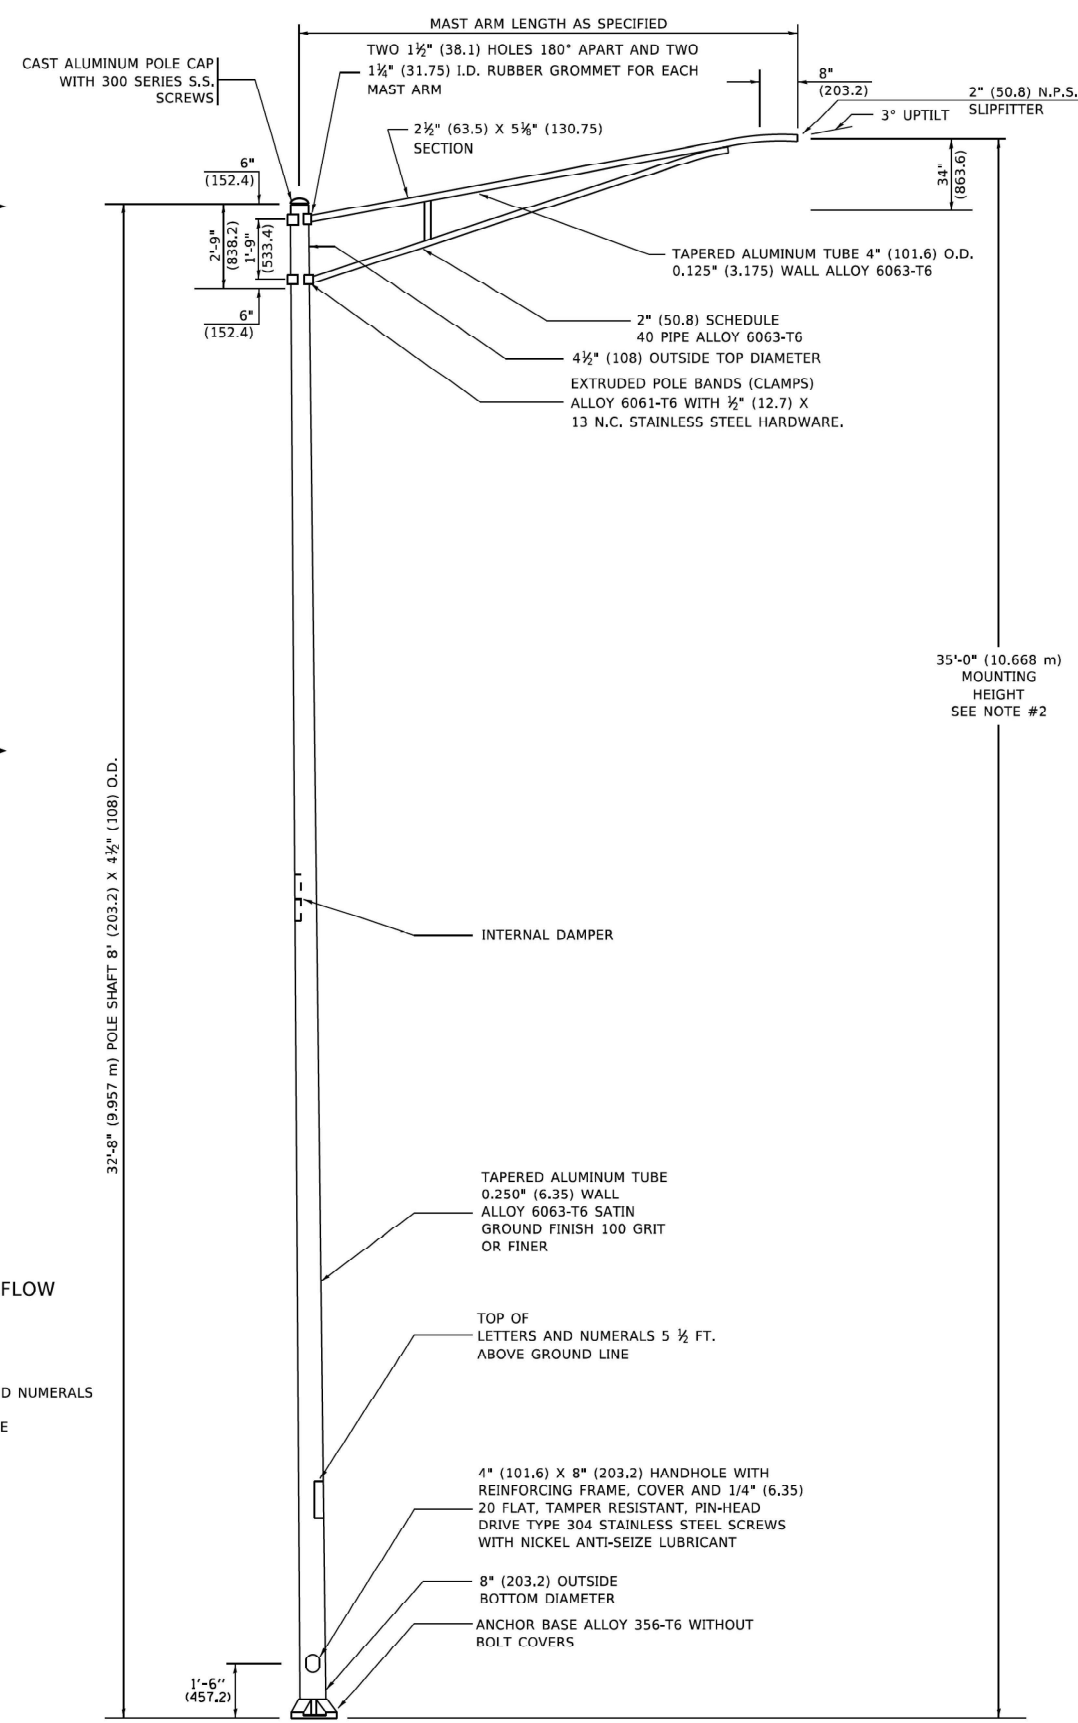 MAST ARM LENGTH AS SPECIFIED
CAST ALUMINUM POLE CAP
WITH 300 SERIES S.S.
SCREWS
TWO 1½" (38.1) HOLES 180° APART AND TWO
1¼" (31.75) I.D. RUBBER GROMMET FOR EACH
MAST ARM
8"
(203.2)
2" (50.8) N.P.S.
SLIPFITTER
3° UPTILT
2½" (63.5) X 5⅛" (130.75)
SECTION
6"
(152.4)
34"
(863.6)
2'-9"
(838.2)
1'-9"
(533.4)
TAPERED ALUMINUM TUBE 4" (101.6) O.D.
0.125" (3.175) WALL ALLOY 6063-T6
6"
(152.4)
2" (50.8) SCHEDULE
40 PIPE ALLOY 6063-T6
4½" (108) OUTSIDE TOP DIAMETER
EXTRUDED POLE BANDS (CLAMPS)
ALLOY 6061-T6 WITH ½" (12.7) X
13 N.C. STAINLESS STEEL HARDWARE.
35'-0" (10.668 m)
MOUNTING
HEIGHT
SEE NOTE #2
32'-8" (9.957 m) POLE SHAFT 8' (203.2) X 4½" (108) O.D.
INTERNAL DAMPER
TAPERED ALUMINUM TUBE
0.250" (6.35) WALL
ALLOY 6063-T6 SATIN
GROUND FINISH 100 GRIT
OR FINER
FLOW
TOP OF
LETTERS AND NUMERALS 5 ½ FT.
ABOVE GROUND LINE
D NUMERALS
E
4" (101.6) X 8" (203.2) HANDHOLE WITH
REINFORCING FRAME, COVER AND 1/4" (6.35)
20 FLAT, TAMPER RESISTANT, PIN-HEAD
DRIVE TYPE 304 STAINLESS STEEL SCREWS
WITH NICKEL ANTI-SEIZE LUBRICANT
8" (203.2) OUTSIDE
BOTTOM DIAMETER
ANCHOR BASE ALLOY 356-T6 WITHOUT
BOLT COVERS
1'-6"
(457.2)